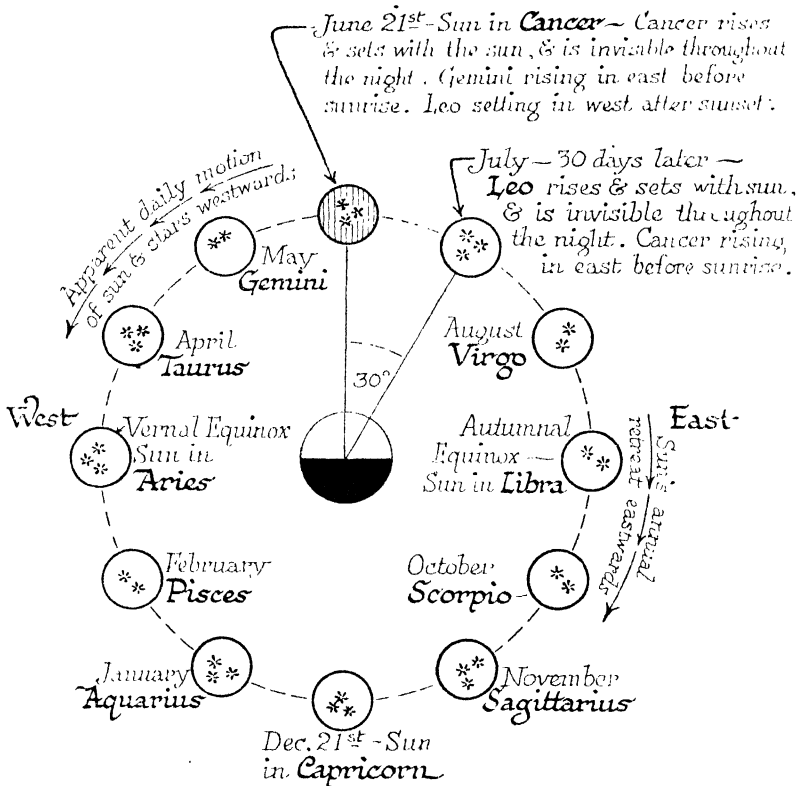 June 21st - Sun in Cancer - Cancer rises
& sets with the sun, & is invisible throughout
the night. Gemini rising in east before
sunrise. Leo setting in west after sunset.
July - 30 days later -
Leo rises & sets with sun,
& is invisible throughout
the night. Cancer rising,
in east before sunrise.
Apparent daily motion
of sun & stars westwards
May
Gemini
April
Taurus
August
Virgo
30°
West
East
Vernal Equinox
Sun in
Aries
Autumnal
Equinox
Sun in Libra
Sun's annual
retreat eastwards
February
Pisces
October
Scorpio
January
Aquarius
November
Sagittarius
Dec. 21st - Sun
in Capricorn